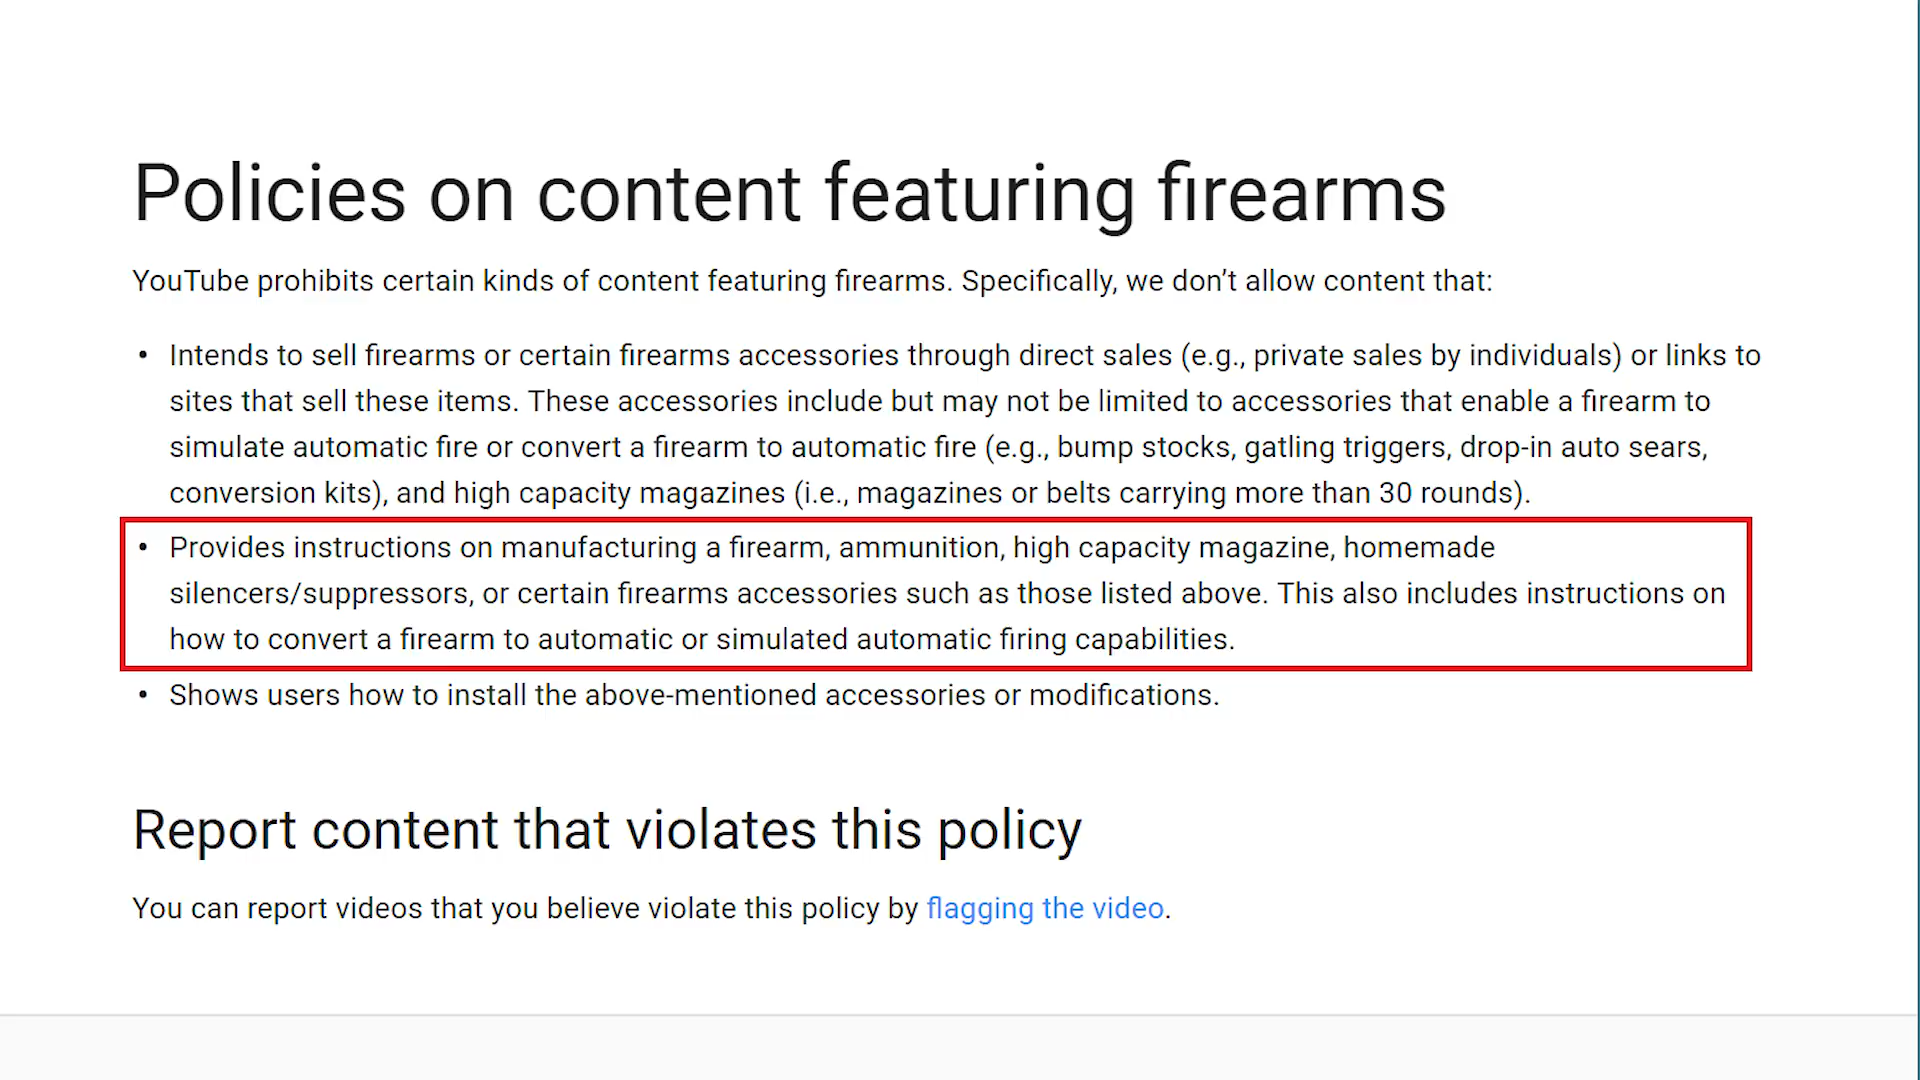 Policies on content featuring firearms
YouTube prohibits certain kinds of content featuring firearms. Specifically, we don’t allow content that:
• Intends to sell firearms or certain firearms accessories through direct sales (e.g., private sales by individuals) or links to
sites that sell these items. These accessories include but may not be limited to accessories that enable a firearm to
simulate automatic fire or convert a firearm to automatic fire (e.g., bump stocks, gatling triggers, drop-in auto sears,
conversion kits), and high capacity magazines (i.e., magazines or belts carrying more than 30 rounds).
• Provides instructions on manufacturing a firearm, ammunition, high capacity magazine, homemade
silencers/suppressors, or certain firearms accessories such as those listed above. This also includes instructions on
how to convert a firearm to automatic or simulated automatic firing capabilities.
• Shows users how to install the above-mentioned accessories or modifications.
Report content that violates this policy
You can report videos that you believe violate this policy by flagging the video.